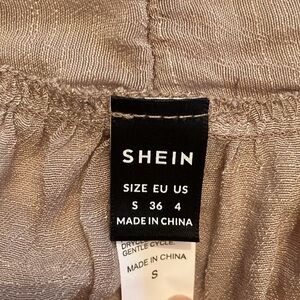 SHEIN
SIZE EU US
S 36 4
MADE IN CHINA
GENTLE CYCLE.
MADE IN CHINA
S